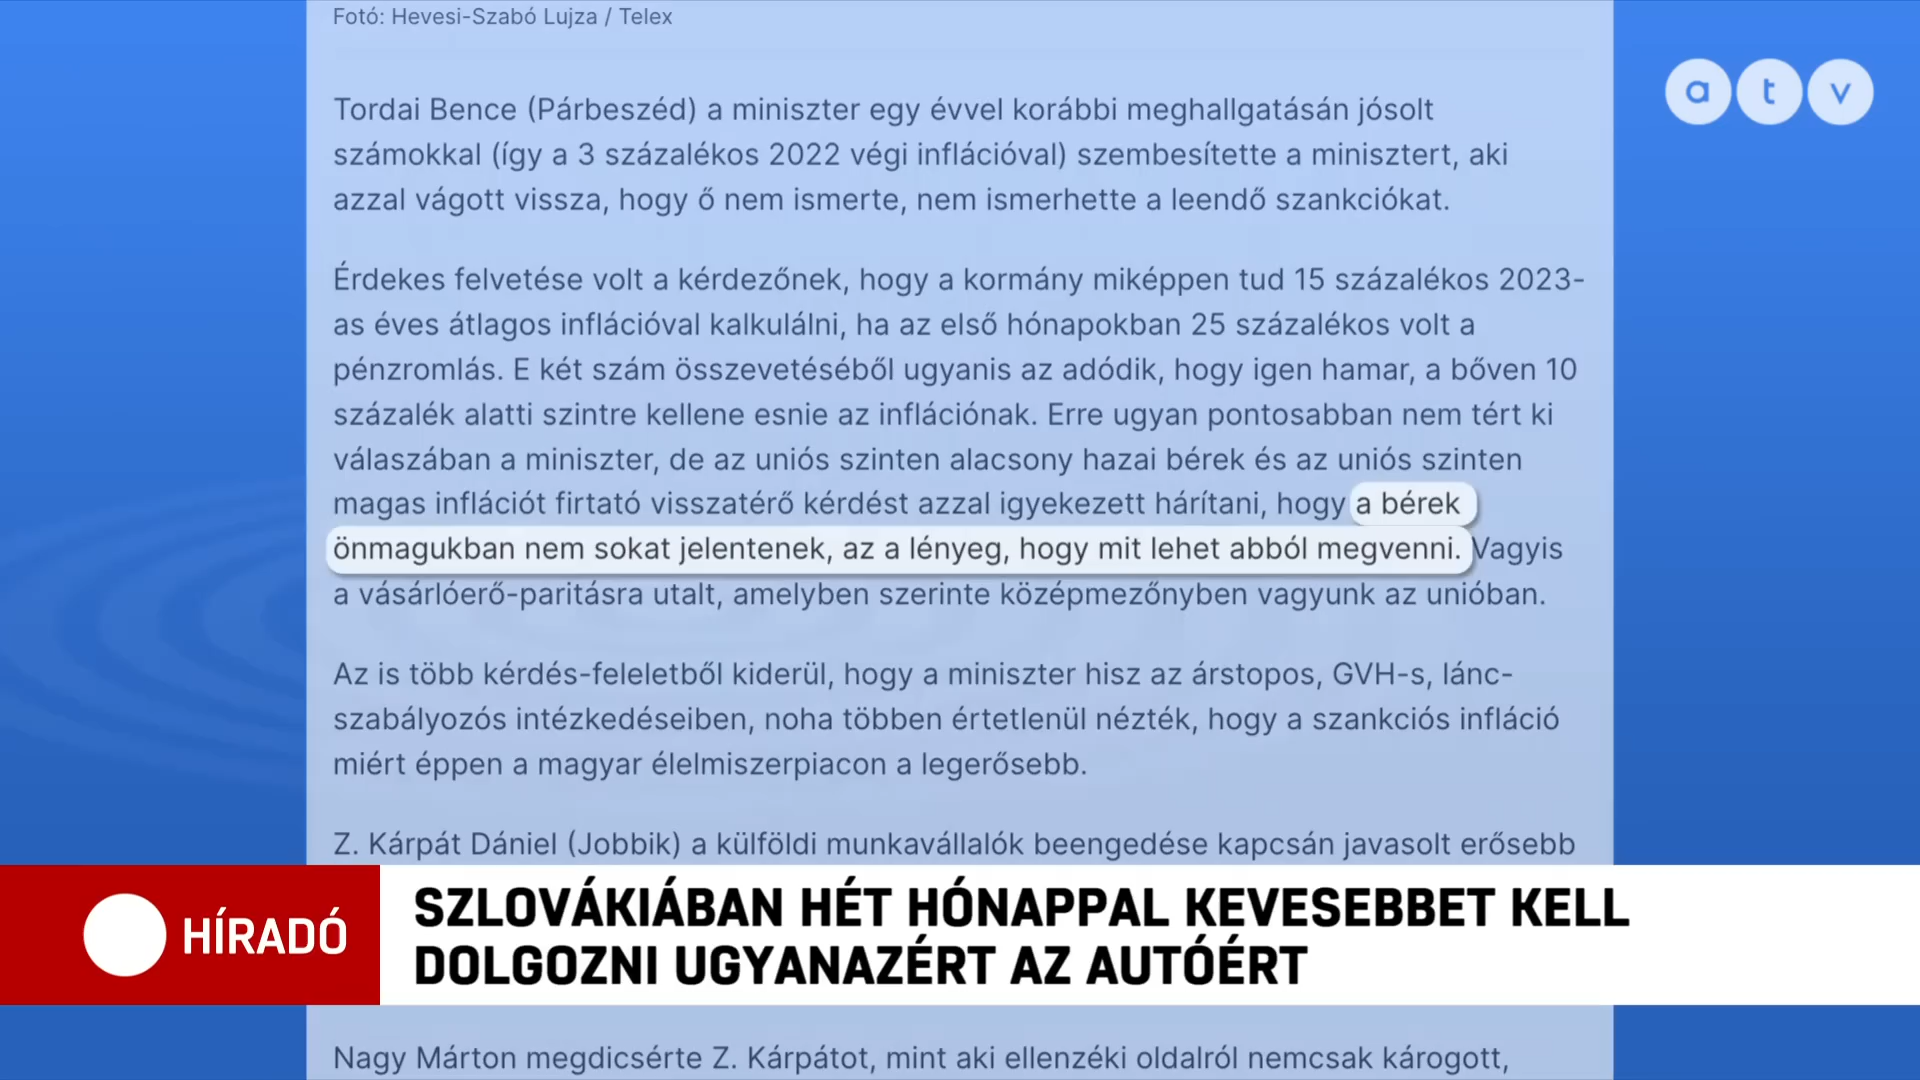 Fotó: Hevesi-Szabó Lujza / Telex
a t v
Tordai Bence (Párbeszéd) a miniszter egy évvel korábbi meghallgatásán jósolt
számokkal (így a 3 százalékos 2022 végi inflációval) szembesítette a minisztert, aki
azzal vágott vissza, hogy ő nem ismerte, nem ismerhette a leendő szankciókat.
Érdekes felvetése volt a kérdezőnek, hogy a kormány miképpen tud 15 százalékos 2023-
as éves átlagos inflációval kalkulálni, ha az első hónapokban 25 százalékos volt a
pénzromlás. E két szám összevetéséből ugyanis az adódik, hogy igen hamar, a bőven 10
százalék alatti szintre kellene esnie az inflációnak. Erre ugyan pontosabban nem tért ki
válaszában a miniszter, de az uniós szinten alacsony hazai bérek és az uniós szinten
magas inflációt firtató visszatérő kérdést azzal igyekezett hárítani, hogy a bérek
önmagukban nem sokat jelentenek, az a lényeg, hogy mit lehet abból megvenni. Vagyis
a vásárlóerő-paritásra utalt, amelyben szerinte középmezőnyben vagyunk az unióban.
Az is több kérdés-feleletből kiderül, hogy a miniszter hisz az árstopos, GVH-s, lánc-
szabályozós intézkedéseiben, noha többen értetlenül nézték, hogy a szankciós infláció
miért éppen a magyar élelmiszerpiacon a legerősebb.
Z. Kárpát Dániel (Jobbik) a külföldi munkavállalók beengedése kapcsán javasolt erősebb
HÍRADÓ
SZLOVÁKIÁBAN HÉT HÓNAPPAL KEVESEBBET KELL
DOLGOZNI UGYANAZÉRT AZ AUTÓÉRT
Nagy Márton megdicsérte Z. Kárpátot, mint aki ellenzéki oldalról nemcsak károgott,